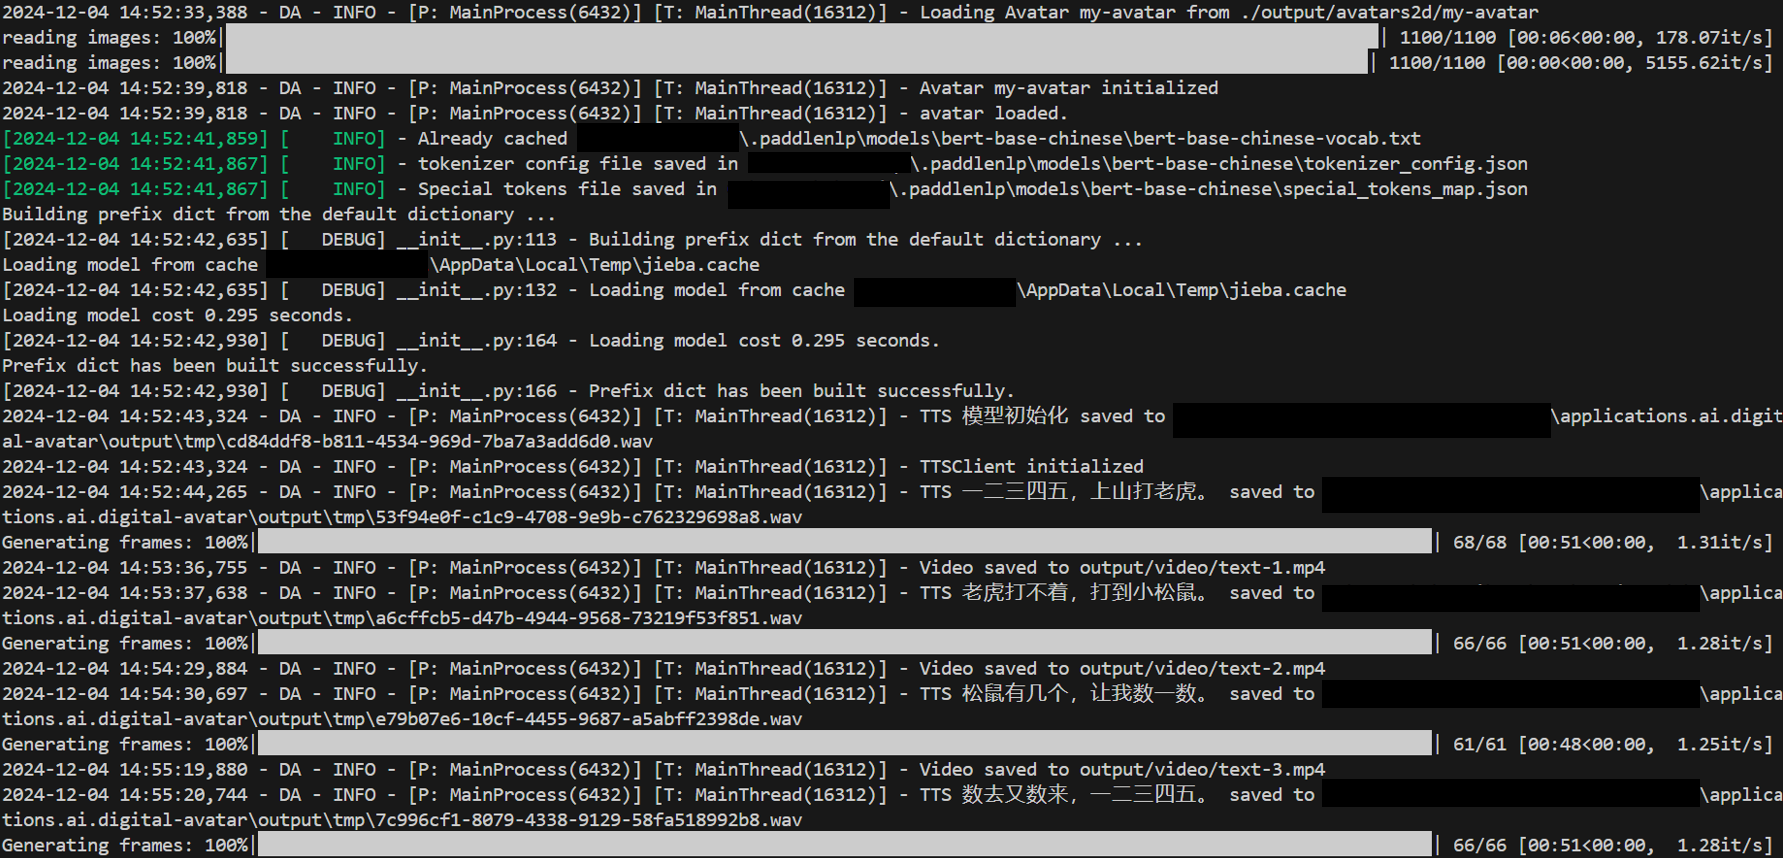 2024-12-04 14:52:33,388 - DA - INFO - [P: MainProcess(6432)] [T: MainThread(16312)] - Loading Avatar my-avatar from ./output/avatars2d/my-avatar
reading images: 100%| | 1100/1100 [00:06<00:00, 178.07it/s]
reading images: 100%| | 1100/1100 [00:00<00:00, 5155.62it/s]
2024-12-04 14:52:39,818 - DA - INFO - [P: MainProcess(6432)] [T: MainThread(16312)] - Avatar my-avatar initialized
2024-12-04 14:52:39,818 - DA - INFO - [P: MainProcess(6432)] [T: MainThread(16312)] - avatar loaded.
[2024-12-04 14:52:41,859] [    INFO] - Already cached \.paddlenlp\models\bert-base-chinese\bert-base-chinese-vocab.txt
[2024-12-04 14:52:41,867] [    INFO] - tokenizer config file saved in \.paddlenlp\models\bert-base-chinese\tokenizer_config.json
[2024-12-04 14:52:41,867] [    INFO] - Special tokens file saved in \.paddlenlp\models\bert-base-chinese\special_tokens_map.json
Building prefix dict from the default dictionary ...
[2024-12-04 14:52:42,635] [   DEBUG] __init__.py:113 - Building prefix dict from the default dictionary ...
Loading model from cache \AppData\Local\Temp\jieba.cache
[2024-12-04 14:52:42,635] [   DEBUG] __init__.py:132 - Loading model from cache \AppData\Local\Temp\jieba.cache
Loading model cost 0.295 seconds.
[2024-12-04 14:52:42,930] [   DEBUG] __init__.py:164 - Loading model cost 0.295 seconds.
Prefix dict has been built successfully.
[2024-12-04 14:52:42,930] [   DEBUG] __init__.py:166 - Prefix dict has been built successfully.
2024-12-04 14:52:43,324 - DA - INFO - [P: MainProcess(6432)] [T: MainThread(16312)] - TTS 模型初始化 saved to \applications.ai.digit
al-avatar\output\tmp\cd84ddf8-b811-4534-969d-7ba7a3add6d0.wav
2024-12-04 14:52:43,324 - DA - INFO - [P: MainProcess(6432)] [T: MainThread(16312)] - TTSClient initialized
2024-12-04 14:52:44,265 - DA - INFO - [P: MainProcess(6432)] [T: MainThread(16312)] - TTS 一二三四五，上山打老虎。 saved to \applica
tions.ai.digital-avatar\output\tmp\53f94e0f-c1c9-4708-9e9b-c762329698a8.wav
Generating frames: 100%| | 68/68 [00:51<00:00,  1.31it/s]
2024-12-04 14:53:36,755 - DA - INFO - [P: MainProcess(6432)] [T: MainThread(16312)] - Video saved to output/video/text-1.mp4
2024-12-04 14:53:37,638 - DA - INFO - [P: MainProcess(6432)] [T: MainThread(16312)] - TTS 老虎打不着，打到小松鼠。 saved to \applica
tions.ai.digital-avatar\output\tmp\a6cffcb5-d47b-4944-9568-73219f53f851.wav
Generating frames: 100%| | 66/66 [00:51<00:00,  1.28it/s]
2024-12-04 14:54:29,884 - DA - INFO - [P: MainProcess(6432)] [T: MainThread(16312)] - Video saved to output/video/text-2.mp4
2024-12-04 14:54:30,697 - DA - INFO - [P: MainProcess(6432)] [T: MainThread(16312)] - TTS 松鼠有几个，让我数一数。 saved to \applica
tions.ai.digital-avatar\output\tmp\e79b07e6-10cf-4455-9687-a5abff2398de.wav
Generating frames: 100%| | 61/61 [00:48<00:00,  1.25it/s]
2024-12-04 14:55:19,880 - DA - INFO - [P: MainProcess(6432)] [T: MainThread(16312)] - Video saved to output/video/text-3.mp4
2024-12-04 14:55:20,744 - DA - INFO - [P: MainProcess(6432)] [T: MainThread(16312)] - TTS 数去又数来，一二三四五。 saved to \applica
tions.ai.digital-avatar\output\tmp\7c996cf1-8079-4338-9129-58fa518992b8.wav
Generating frames: 100%| | 66/66 [00:51<00:00,  1.28it/s]